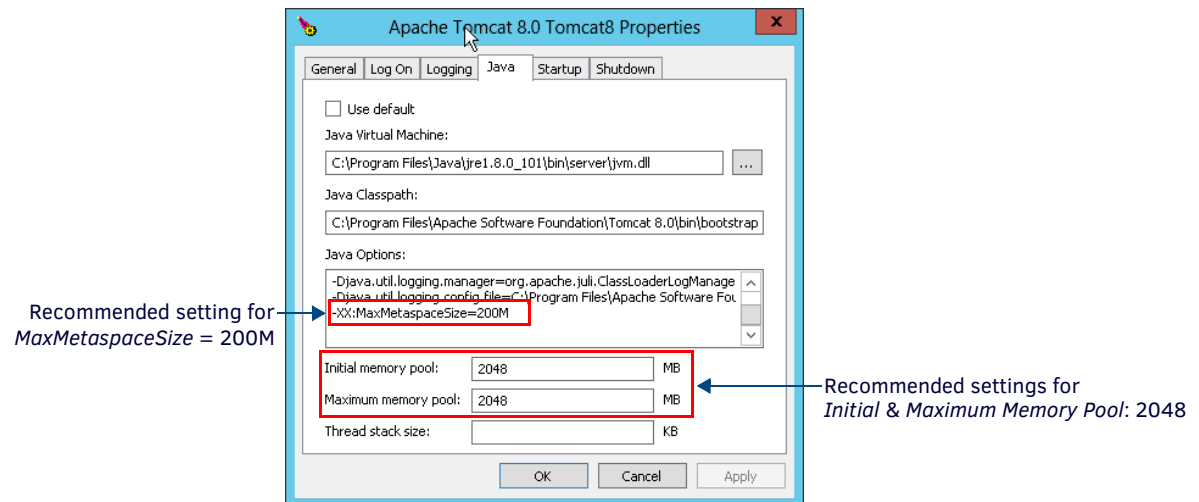 Apache Tomcat 8.0 Tomcat8 Properties
x
General Log On Logging Java Startup Shutdown
Use default
Java Virtual Machine:
C:\Program Files\Java\jre1.8.0_101\bin\server\jvm.dll ...
Java Classpath:
C:\Program Files\Apache Software Foundation\Tomcat 8.0\bin\bootstrap
Java Options:
-Djava.util.logging.manager=org.apache.juli.ClassLoaderLogManage
-Djava.util.logging.config.file=C:\Program Files\Apache Software Fou
-XX:MaxMetaspaceSize=200M
Recommended setting for
MaxMetaspaceSize = 200M
Initial memory pool: 2048 MB
Maximum memory pool: 2048 MB
Recommended settings for
Initial & Maximum Memory Pool: 2048
Thread stack size: KB
OK Cancel Apply